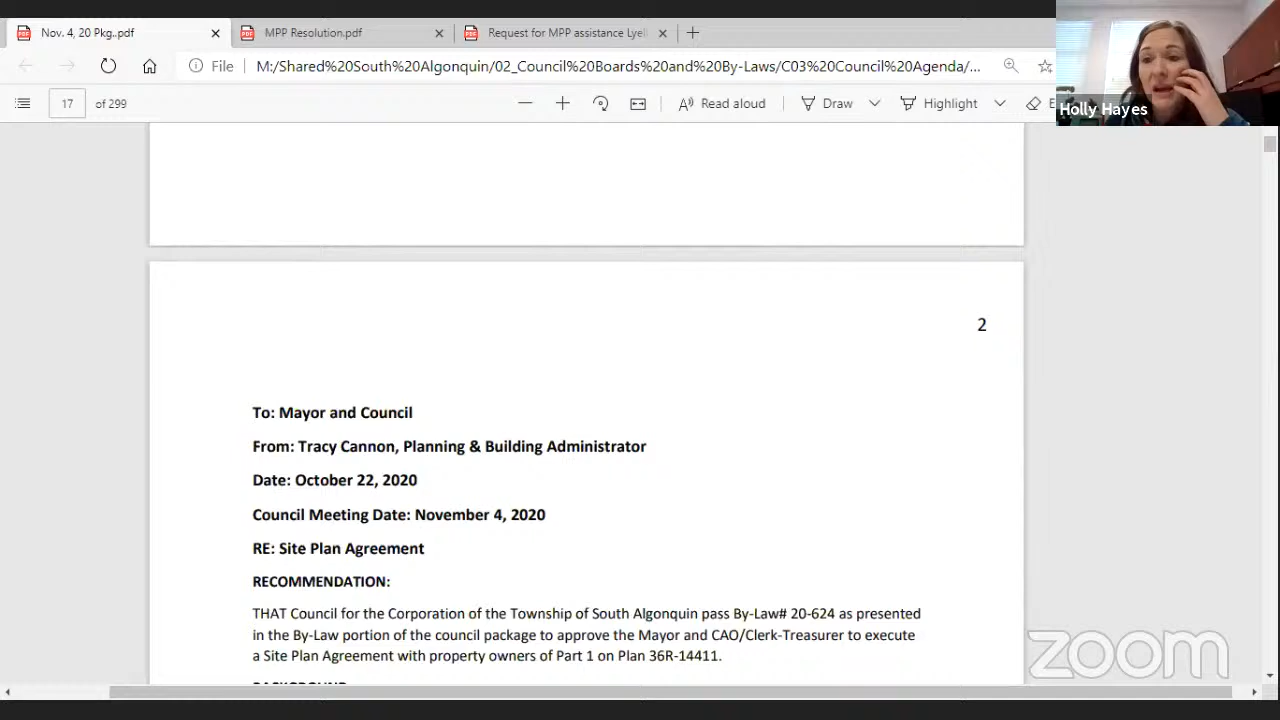 Nov. 4, 20 Pkg..pdf
MPP Resolution.pdf
Request for MPP assistance Lyell
File
M:/Shared%20South%20Algonquin/02_Council%20Boards%20and%20By-Laws/C03%20Council%20Agenda/...
17 of 299
Read aloud
Draw
Highlight
Holly Hayes
2
To: Mayor and Council
From: Tracy Cannon, Planning & Building Administrator
Date: October 22, 2020
Council Meeting Date: November 4, 2020
RE: Site Plan Agreement
RECOMMENDATION:
THAT Council for the Corporation of the Township of South Algonquin pass By-Law# 20-624 as presented
in the By-Law portion of the council package to approve the Mayor and CAO/Clerk-Treasurer to execute
a Site Plan Agreement with property owners of Part 1 on Plan 36R-14411.
zoom